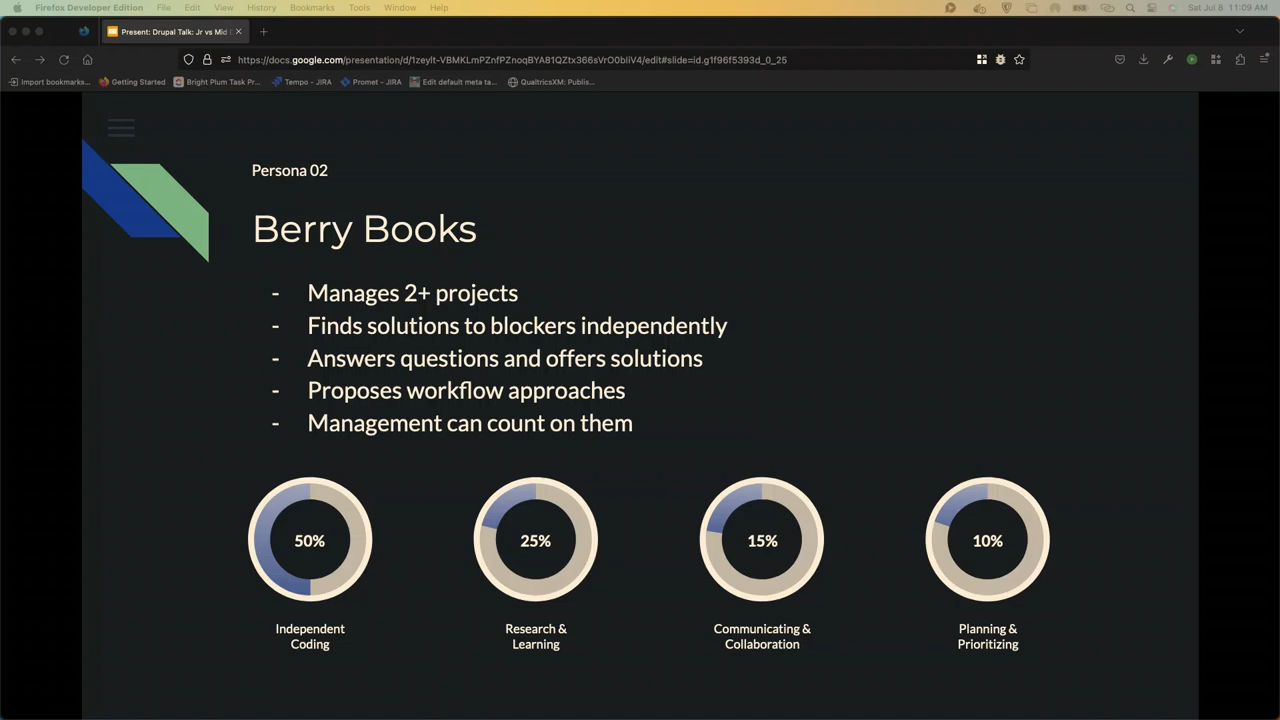 Firefox Developer Edition File Edit View History Bookmarks Tools Window Help Sat Jul 8 11:09 AM
Present: Drupal Talk: Jr vs Mid
https://docs.google.com/presentation/d/1zeylt-VBMKLmPZnfPZnoqBYA81QZtx366sVrO0bliV4/edit#slide=id.g1f96f5393d_0_25
Import bookmarks... Getting Started Bright Plum Task Pr... Tempo - JIRA Promet - JIRA Edit default meta ta... QualtricsXM: Publis...
Persona 02
Berry Books
- Manages 2+ projects
- Finds solutions to blockers independently
- Answers questions and offers solutions
- Proposes workflow approaches
- Management can count on them
50% 25% 15% 10%
Independent Coding
Research & Learning
Communicating & Collaboration
Planning & Prioritizing